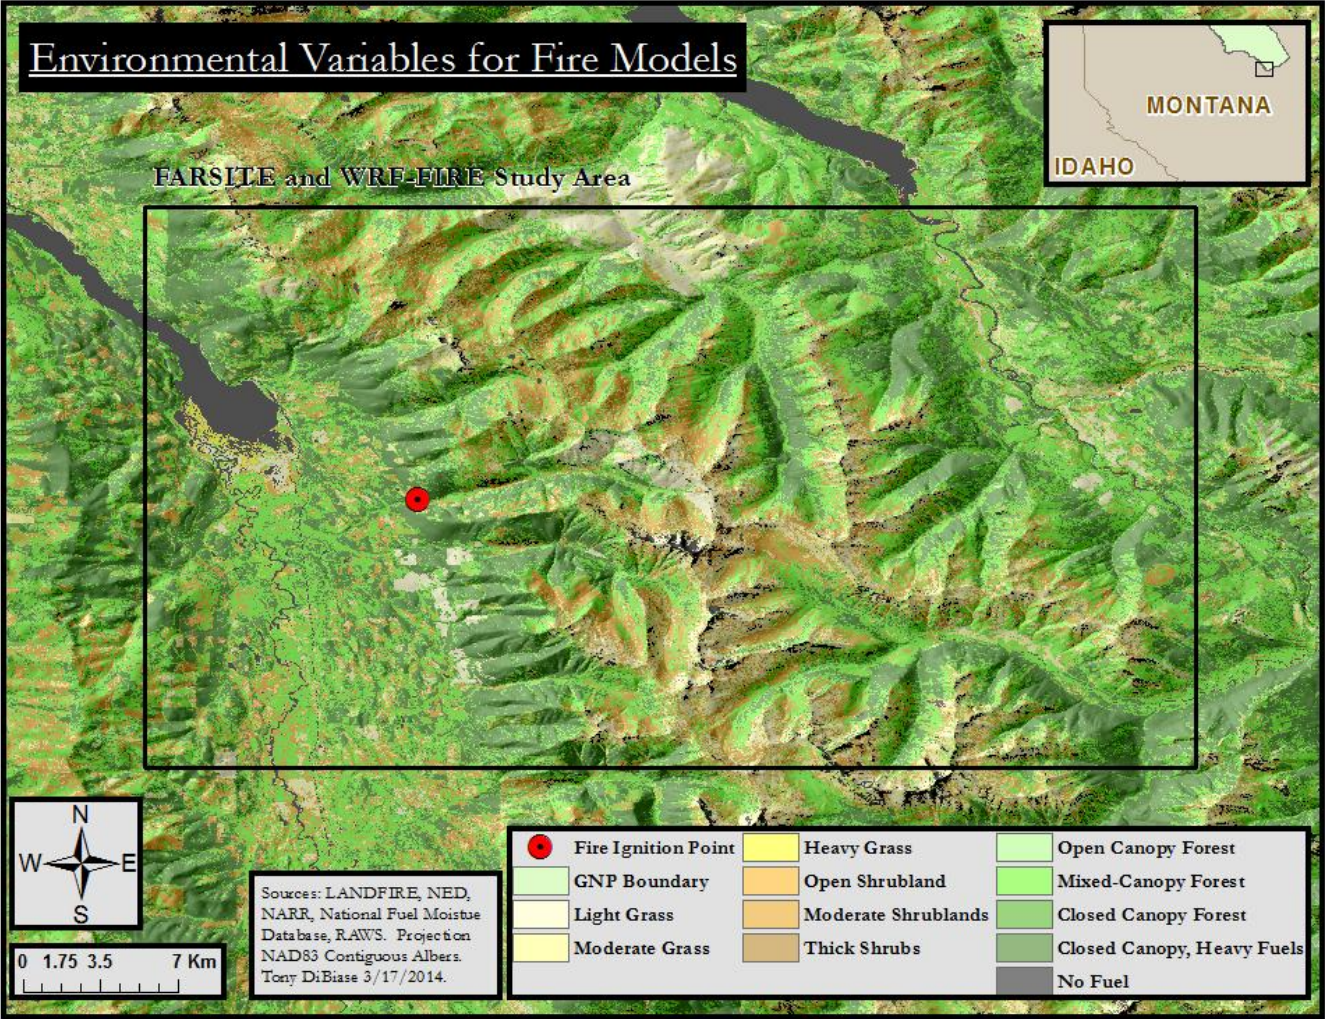 Environmental Variables for Fire Models
MONTANA
IDAHO
FARSITE and WRF-FIRE Study Area
N
W E
S
0 1.75 3.5 7 Km
Sources: LANDFIRE, NED,
NARR, National Fuel Moistue
Database, RAWS. Projection
NAD83 Contiguous Albers.
Tony DiBiase 3/17/2014.
Fire Ignition Point
GNP Boundary
Light Grass
Moderate Grass
Heavy Grass
Open Shrubland
Moderate Shrublands
Thick Shrubs
Open Canopy Forest
Mixed-Canopy Forest
Closed Canopy Forest
Closed Canopy, Heavy Fuels
No Fuel